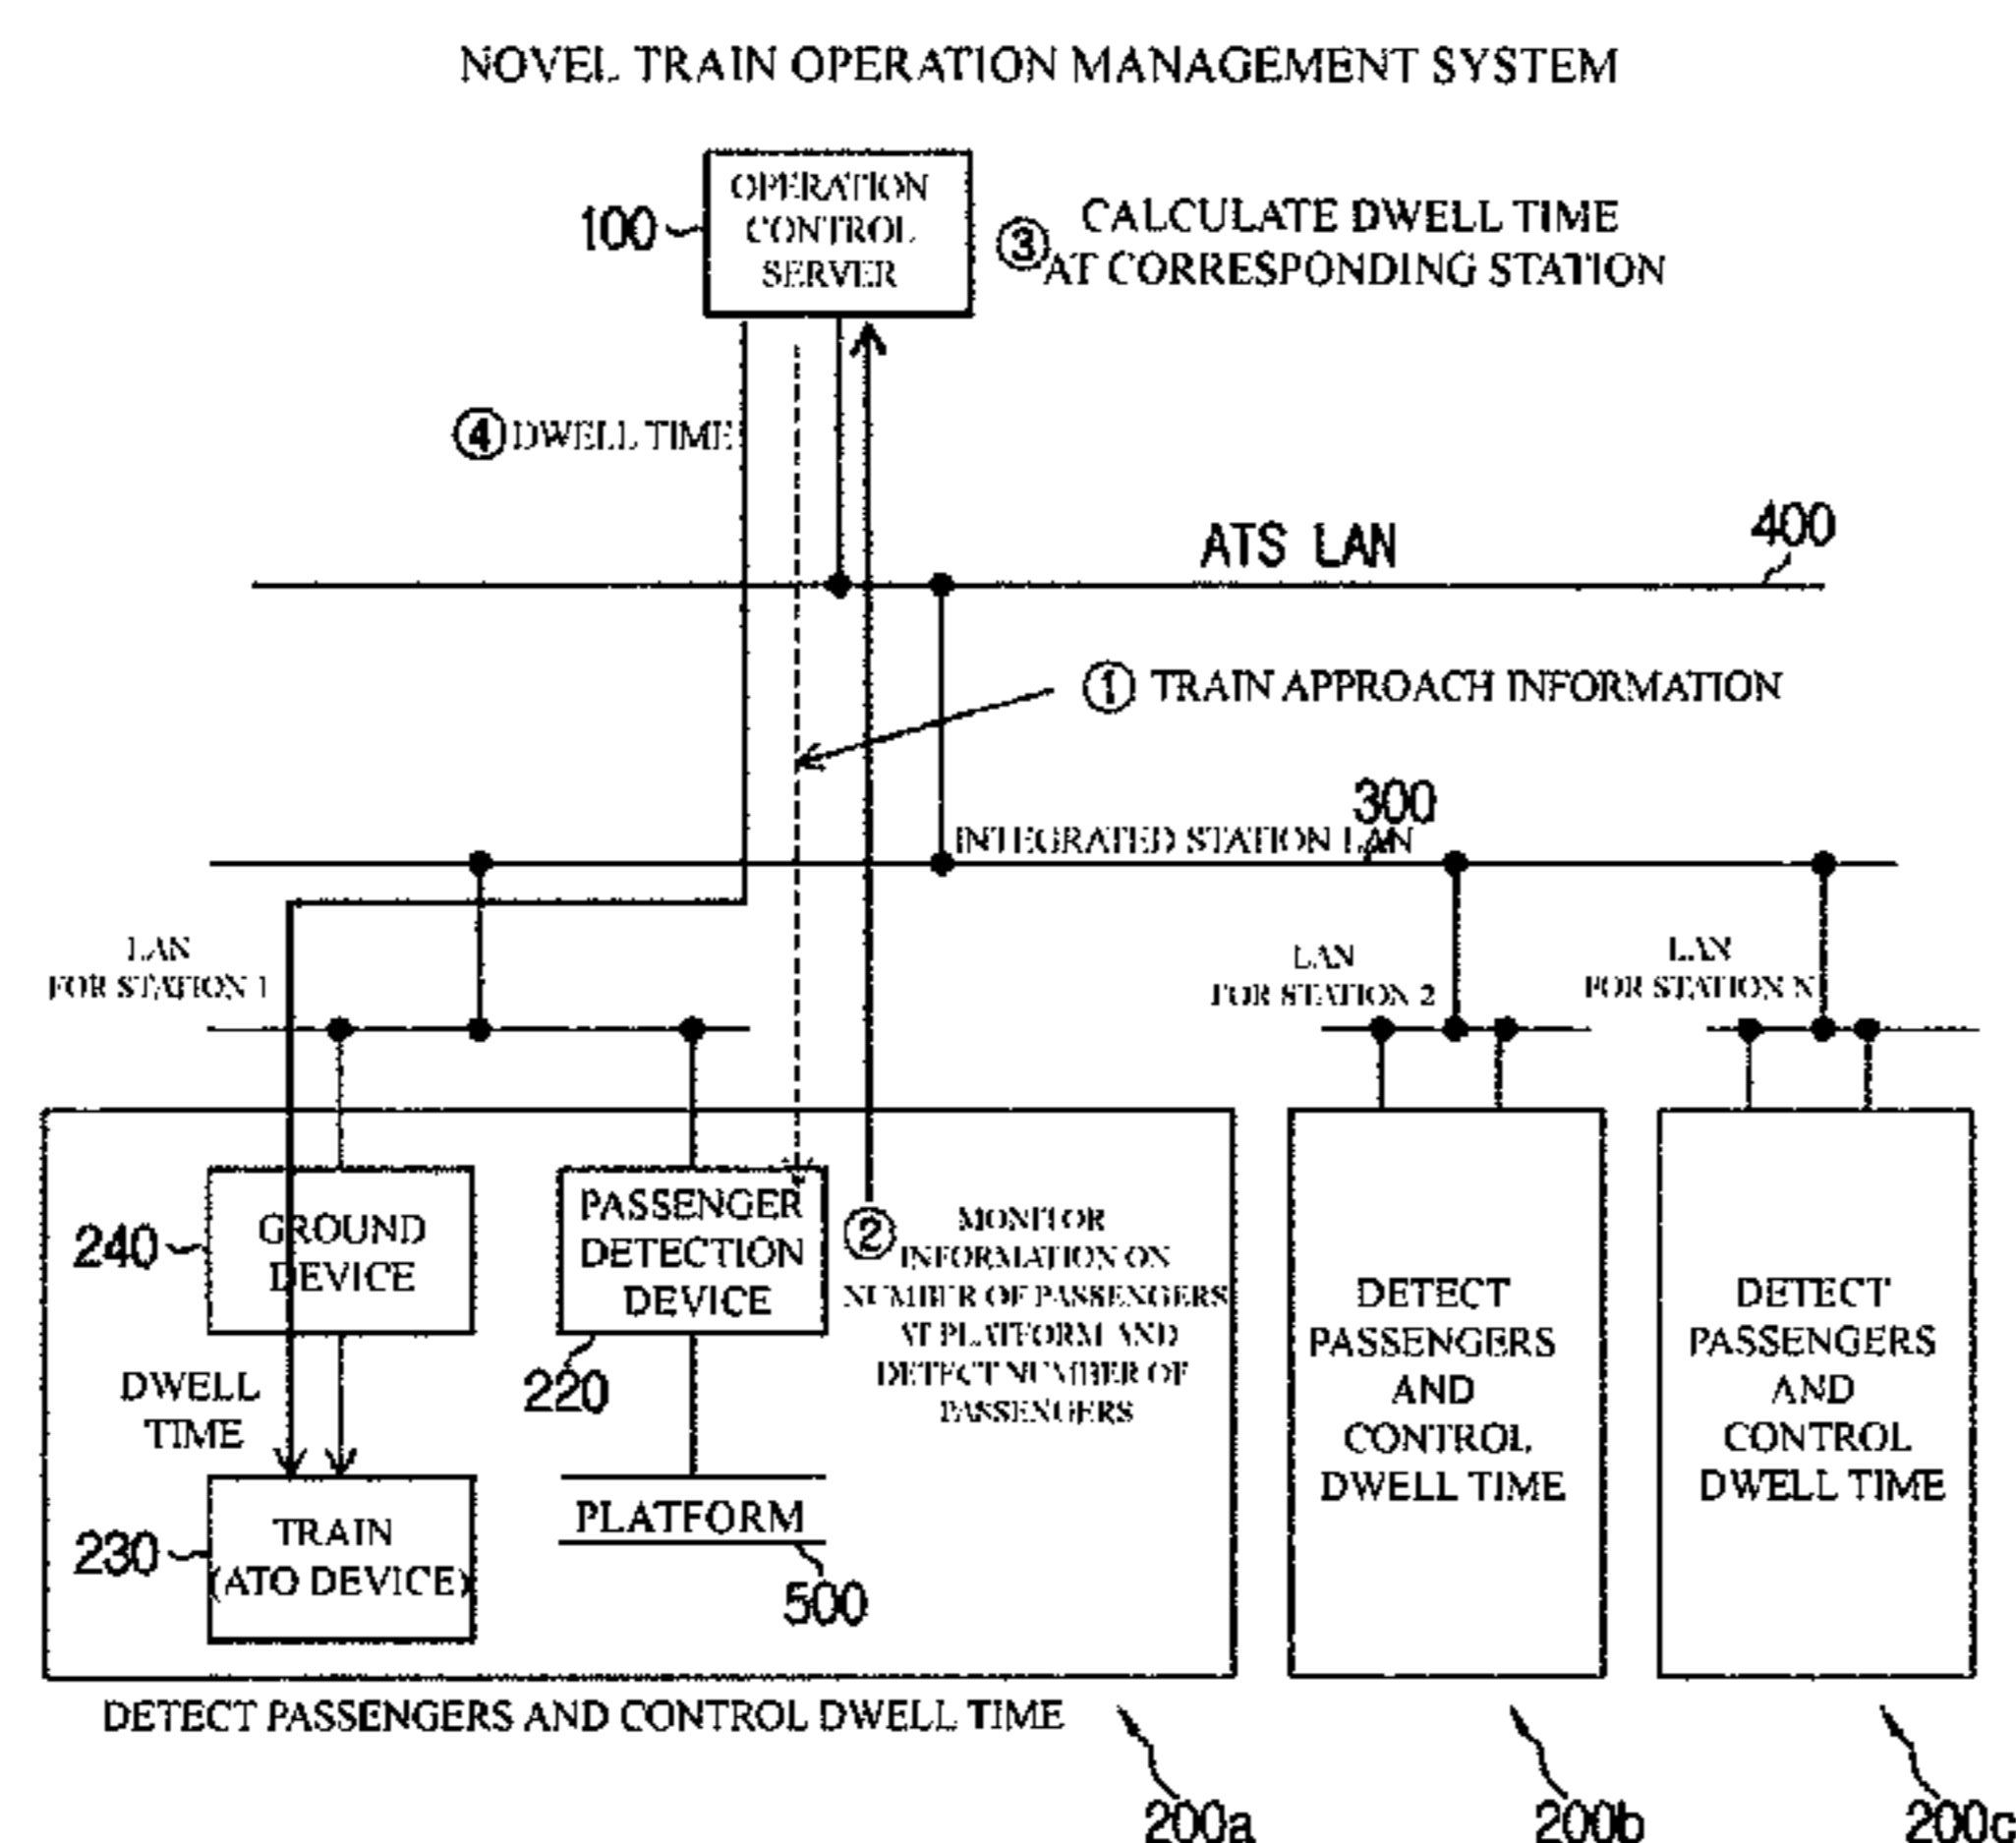 NOVEL TRAIN OPERATION MANAGEMENT SYSTEM
OPERATION
CONTROL
SERVER
100
③
CALCULATE DWELL TIME
AT CORRESPONDING STATION
④ DWELL TIME
ATS LAN
400
① TRAIN APPROACH INFORMATION
300
INTEGRATED STATION LAN
LAN
FOR STATION 1
LAN
FOR STATION 2
LAN
FOR STATION N
240
GROUND
DEVICE
PASSENGER
DETECTION
DEVICE
220
②
MONITOR
INFORMATION ON
NUMBER OF PASSENGERS
AT PLATFORM AND
DETECT NUMBER OF
PASSENGERS
DWELL
TIME
230
TRAIN
(ATO DEVICE)
PLATFORM
500
DETECT
PASSENGERS
AND
CONTROL
DWELL TIME
DETECT
PASSENGERS
AND
CONTROL
DWELL TIME
DETECT PASSENGERS AND CONTROL DWELL TIME
200a
200b
200c